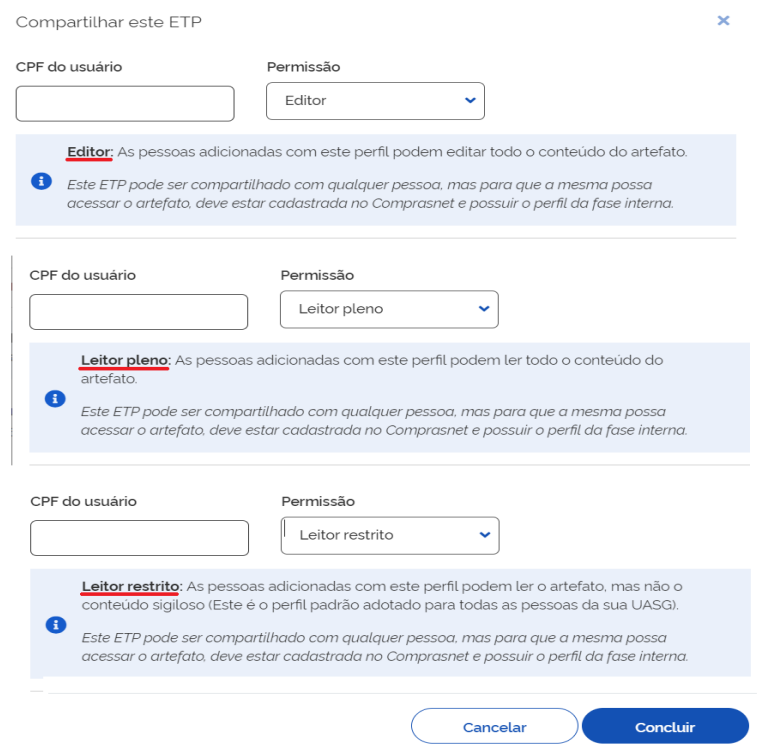 Compartilhar este ETP
CPF do usuário Permissão
Editor
Editor: As pessoas adicionadas com este perfil podem editar todo o conteúdo do artefato.
Este ETP pode ser compartilhado com qualquer pessoa, mas para que a mesma possa
acessar o artefato, deve estar cadastrada no Comprasnet e possuir o perfil da fase interna.
CPF do usuário Permissão
Leitor pleno
Leitor pleno: As pessoas adicionadas com este perfil podem ler todo o conteúdo do
artefato.
Este ETP pode ser compartilhado com qualquer pessoa, mas para que a mesma possa
acessar o artefato, deve estar cadastrada no Comprasnet e possuir o perfil da fase interna.
CPF do usuário Permissão
Leitor restrito
Leitor restrito: As pessoas adicionadas com este perfil podem ler o artefato, mas não o
conteúdo sigiloso (Este é o perfil padrão adotado para todas as pessoas da sua UASG).
Este ETP pode ser compartilhado com qualquer pessoa, mas para que a mesma possa
acessar o artefato, deve estar cadastrada no Comprasnet e possuir o perfil da fase interna.
Cancelar Concluir